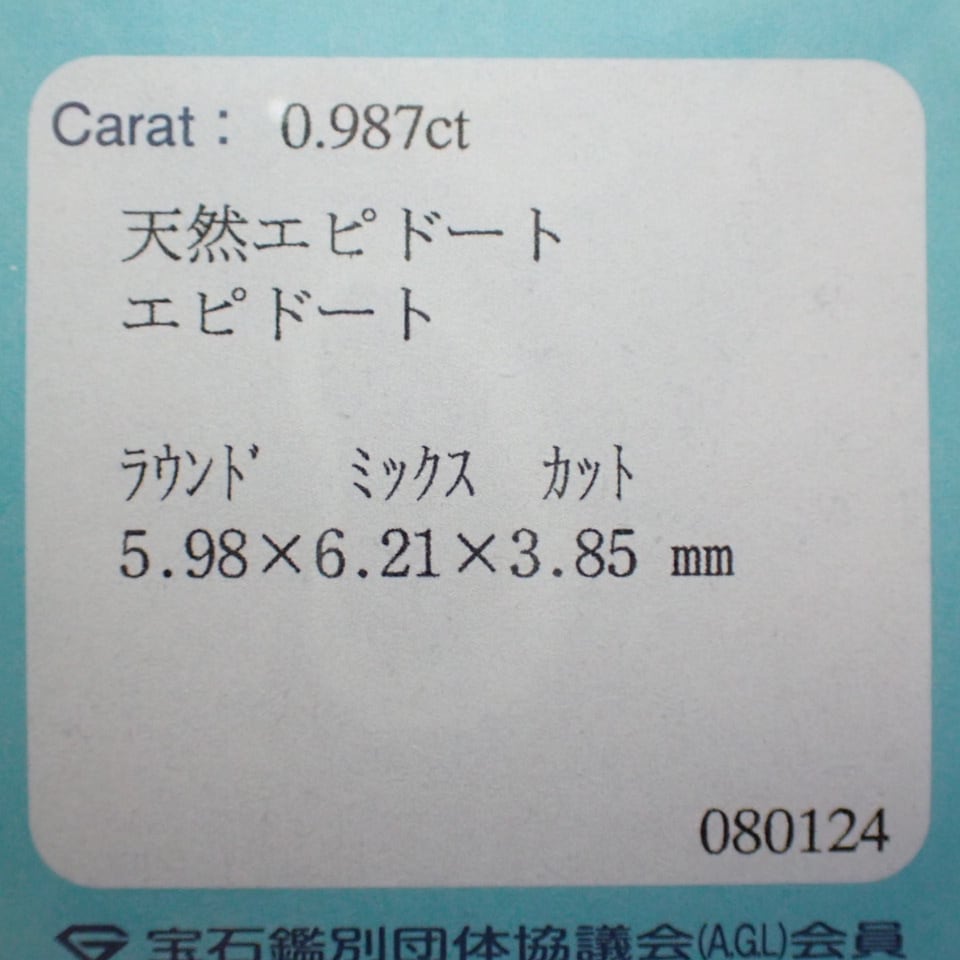 Carat： 0.987ct
天然エピドート
エピドート
ﾗｳﾝﾄﾞ ﾐｯｸｽ ｶｯﾄ
5.98×6.21×3.85 mm
080124
宝石鑑別団体協議会(A.G.L)会員